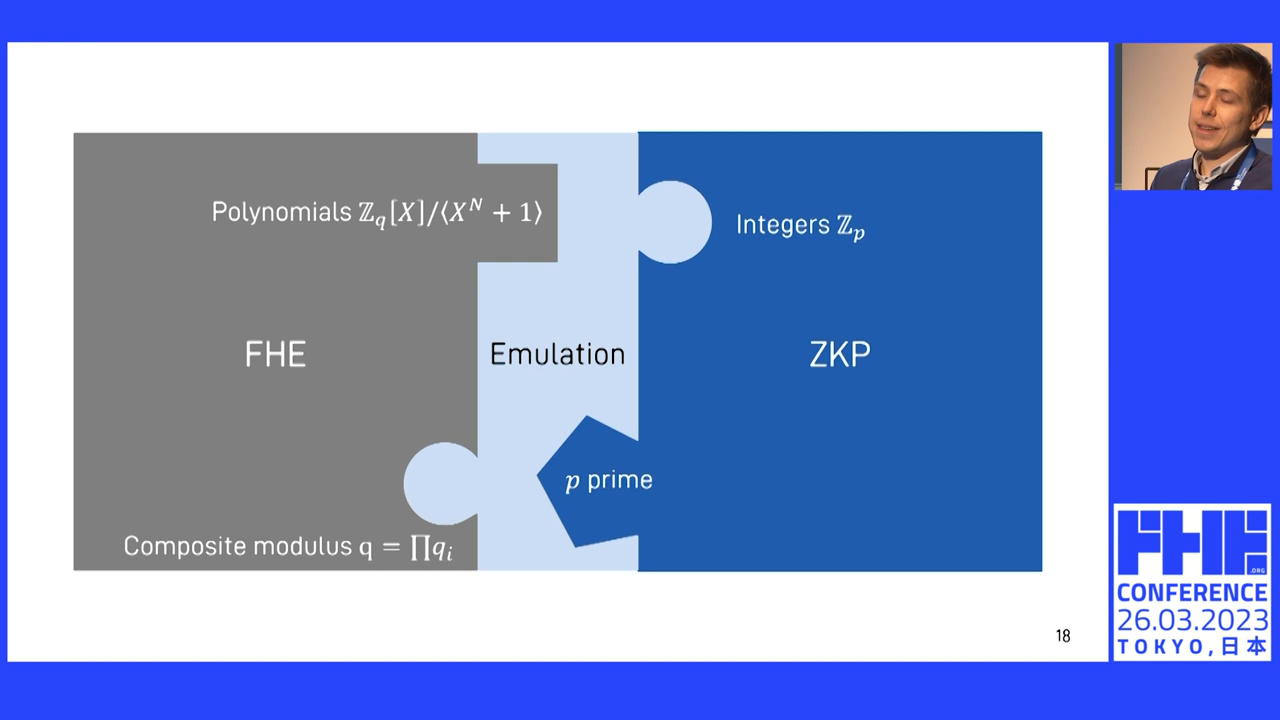 Polynomials ℤ_q[X]/⟨X^N + 1⟩
Integers ℤ_p
FHE
Emulation
ZKP
p prime
Composite modulus q = ∏q_i
18
FHE
.ORG
CONFERENCE
26.03.2023
TOKYO,日本